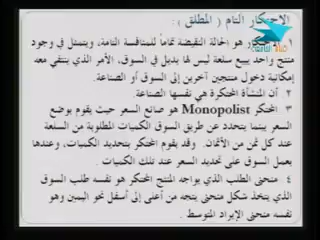 الاحتكار التام ( المطلق ) :
١ الاحتكار هو الحالة النقيضة تماما للمنافسة التامة، ويتمثل في وجود
منتج واحد يبيع سلعة ليس لها بديل في السوق، الأمر الذي ينتفي معه
إمكانية دخول منتجين آخرين إلى السوق أو الصناعة.
٢ أن المنشأة المحتكرة هي نفسها الصناعة.
٣ المحتكر Monopolist هو صانع السعر حيث يقوم بوضع السعر
بينما يتحدد عن طريق السوق الكميات المطلوبة من السلعة
عند كل ثمن من الأثمان. وقد يقوم المحتكر بتحديد الكميات، وعندها
يعمل السوق على تحديد السعر عند تلك الكميات.
٤ منحنى الطلب الذي يواجه المنتج المحتكر هو نفسه طلب السوق
الذي يتخذ شكل منحنى يتجه من أعلى إلى أسفل نحو اليمين وهو
نفسه منحنى الإيراد المتوسط.